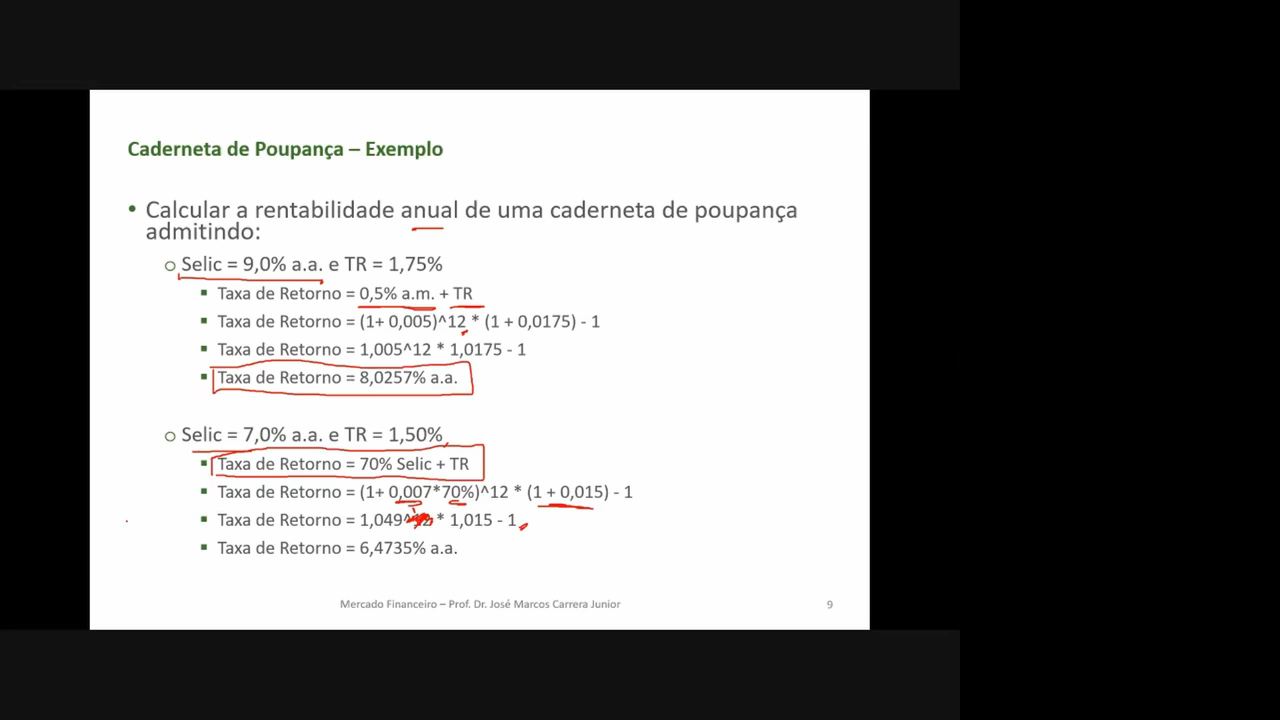 Caderneta de Poupança – Exemplo
• Calcular a rentabilidade anual de uma caderneta de poupança
admitindo:
o Selic = 9,0% a.a. e TR = 1,75%
▪ Taxa de Retorno = 0,5% a.m. + TR
▪ Taxa de Retorno = (1+ 0,005)^12 * (1 + 0,0175) - 1
▪ Taxa de Retorno = 1,005^12 * 1,0175 - 1
▪ Taxa de Retorno = 8,0257% a.a.
o Selic = 7,0% a.a. e TR = 1,50%
▪ Taxa de Retorno = 70% Selic + TR
▪ Taxa de Retorno = (1+ 0,007*70%)^12 * (1 + 0,015) - 1
▪ Taxa de Retorno = 1,049^12 * 1,015 - 1
▪ Taxa de Retorno = 6,4735% a.a.
Mercado Financeiro – Prof. Dr. José Marcos Carrera Junior
9